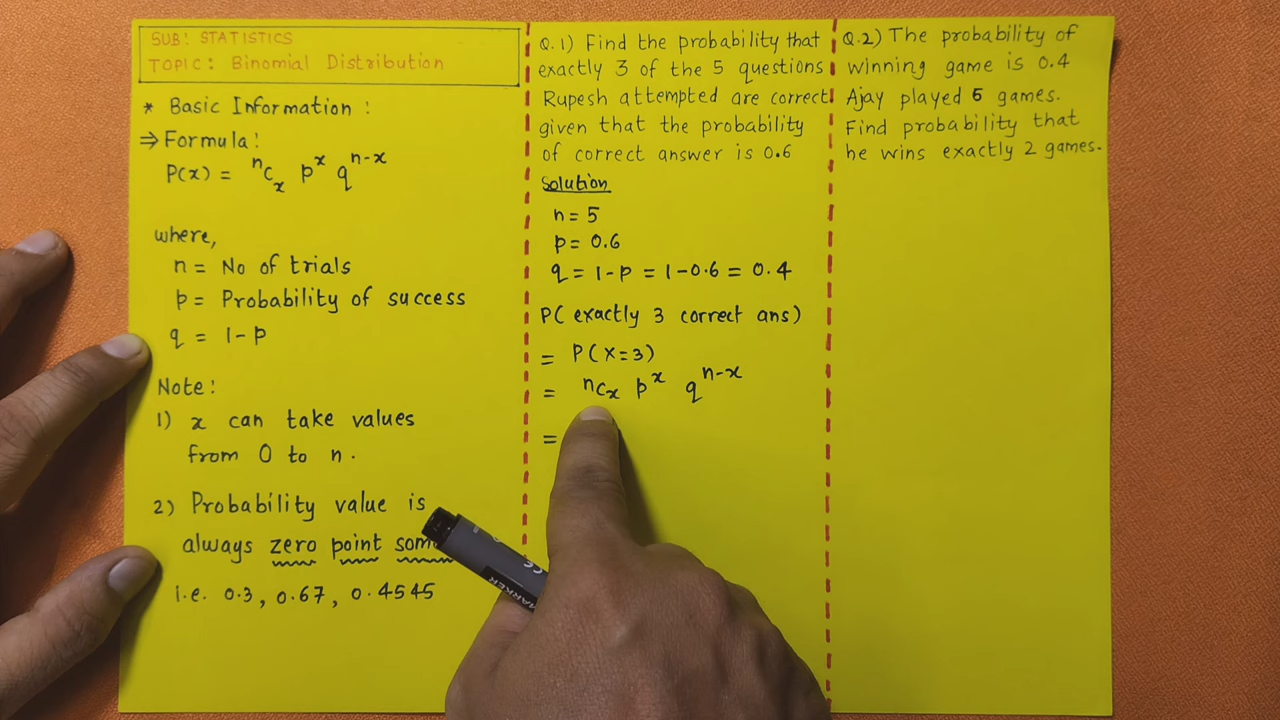 SUB: STATISTICS
TOPIC: Binomial Distribution
* Basic Information:
⇒ Formula:
P(x) = ⁿCₓ pˣ qⁿ⁻ˣ
where,
n = No of trials
p = Probability of success
q = 1-p
Note:
1) x can take values
from 0 to n.
2) Probability value is
always zero point
i.e. 0.3, 0.67, 0.4545
Q.1) Find the probability that
exactly 3 of the 5 questions
Rupesh attempted are correct.
given that the probability
of correct answer is 0.6
Solution
n = 5
p = 0.6
q = 1-p = 1-0.6 = 0.4
P( exactly 3 correct ans)
= P(X=3)
= ⁿCₓ pˣ qⁿ⁻ˣ
=
Q.2) The probability of
winning game is 0.4
Ajay played 5 games.
Find probability that
he wins exactly 2 games.
MARKER